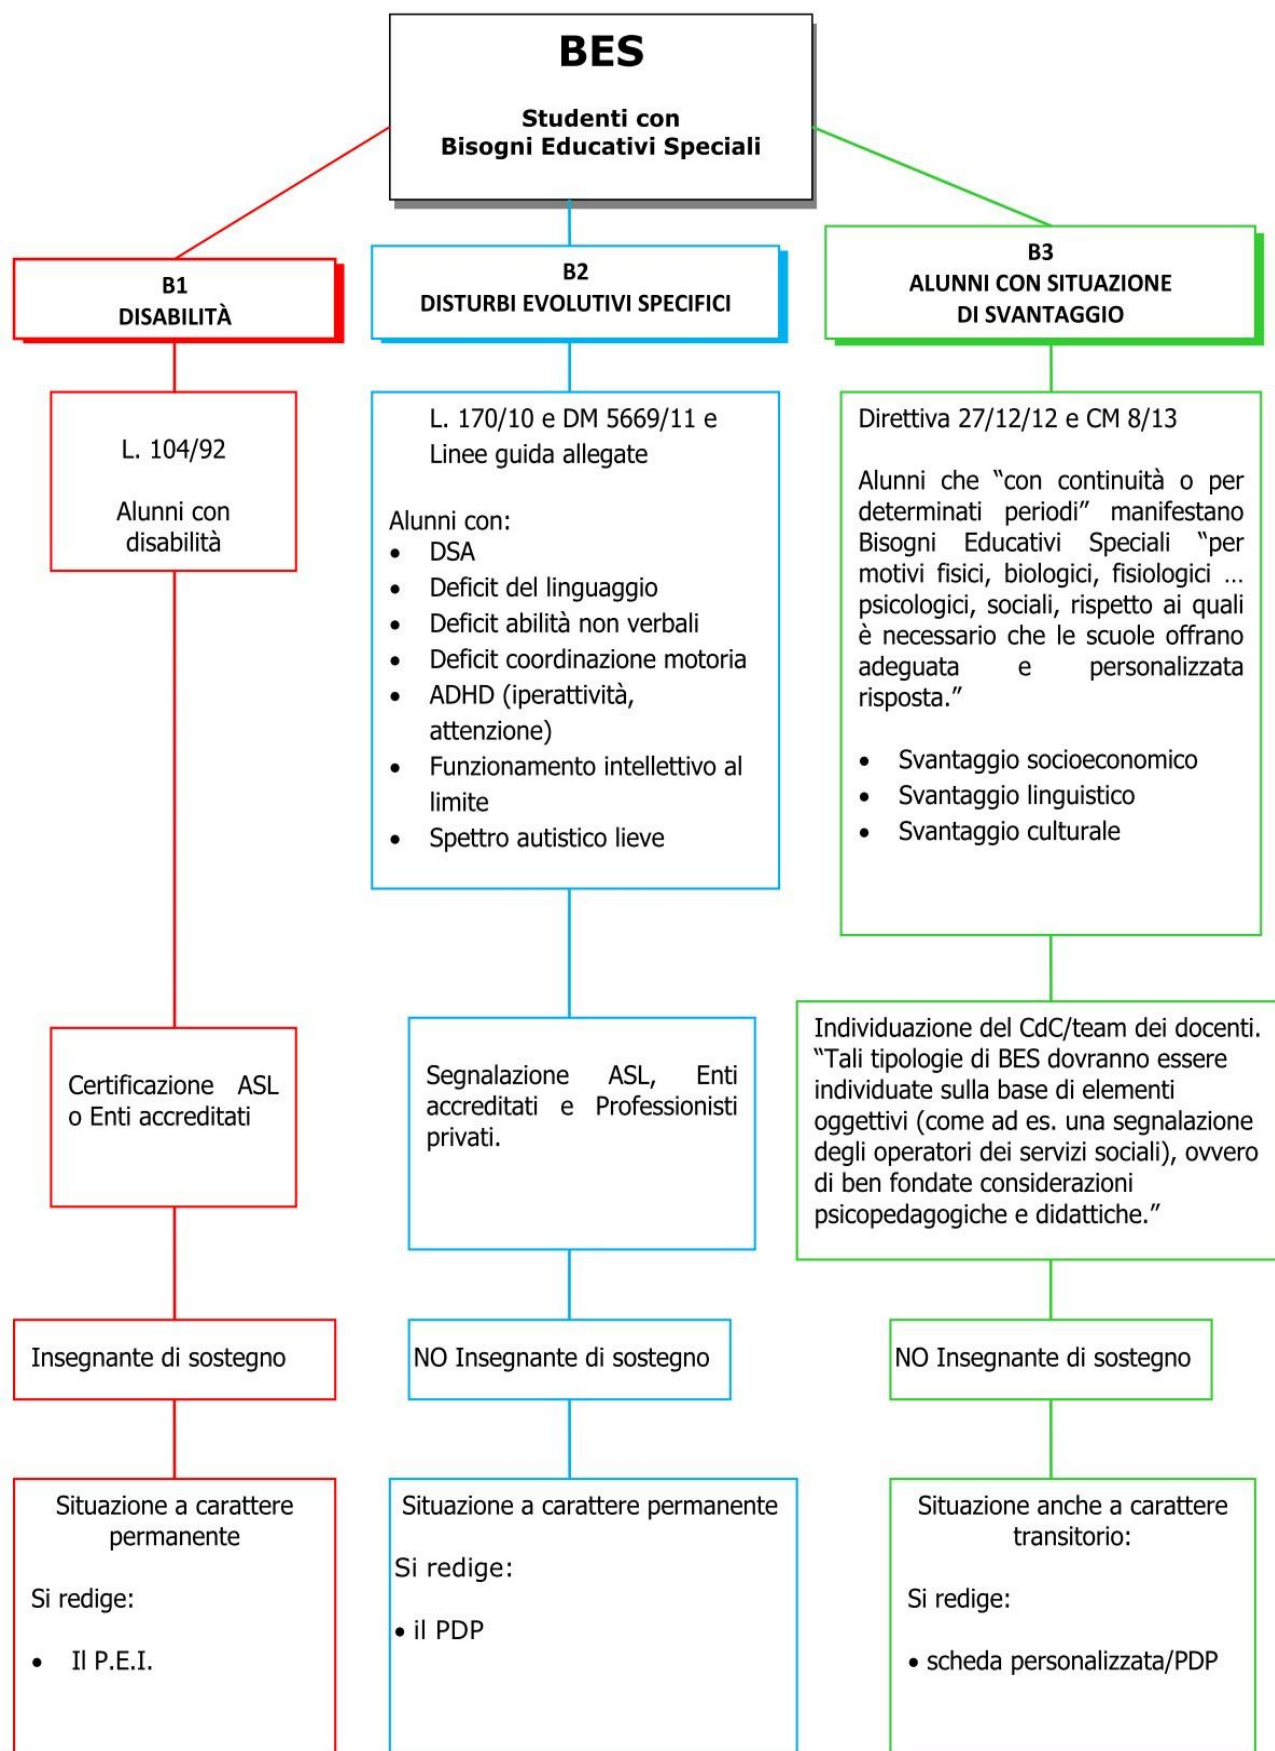 BES
Studenti con
Bisogni Educativi Speciali
B1
DISABILITÀ
L. 104/92
Alunni con
disabilità
Certificazione ASL
o Enti accreditati
Insegnante di sostegno
Situazione a carattere
permanente
Si redige:
• Il P.E.I.
B2
DISTURBI EVOLUTIVI SPECIFICI
L. 170/10 e DM 5669/11 e
Linee guida allegate
Alunni con:
• DSA
• Deficit del linguaggio
• Deficit abilità non verbali
• Deficit coordinazione motoria
• ADHD (iperattività,
attenzione)
• Funzionamento intellettivo al
limite
• Spettro autistico lieve
Segnalazione ASL, Enti
accreditati e Professionisti
privati.
NO Insegnante di sostegno
Situazione a carattere permanente
Si redige:
• il PDP
B3
ALUNNI CON SITUAZIONE
DI SVANTAGGIO
Direttiva 27/12/12 e CM 8/13
Alunni che “con continuità o per
determinati periodi” manifestano
Bisogni Educativi Speciali “per
motivi fisici, biologici, fisiologici …
psicologici, sociali, rispetto ai quali
è necessario che le scuole offrano
adeguata e personalizzata
risposta.”
• Svantaggio socioeconomico
• Svantaggio linguistico
• Svantaggio culturale
Individuazione del CdC/team dei docenti.
“Tali tipologie di BES dovranno essere
individuate sulla base di elementi
oggettivi (come ad es. una segnalazione
degli operatori dei servizi sociali), ovvero
di ben fondate considerazioni
psicopedagogiche e didattiche.”
NO Insegnante di sostegno
Situazione anche a carattere
transitorio:
Si redige:
• scheda personalizzata/PDP